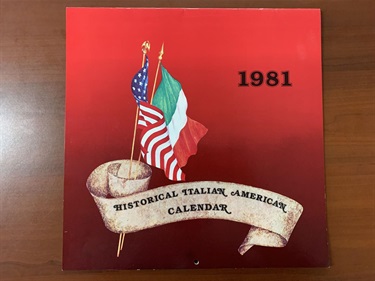 1981
HISTORICAL ITALIAN AMERICAN
CALENDAR